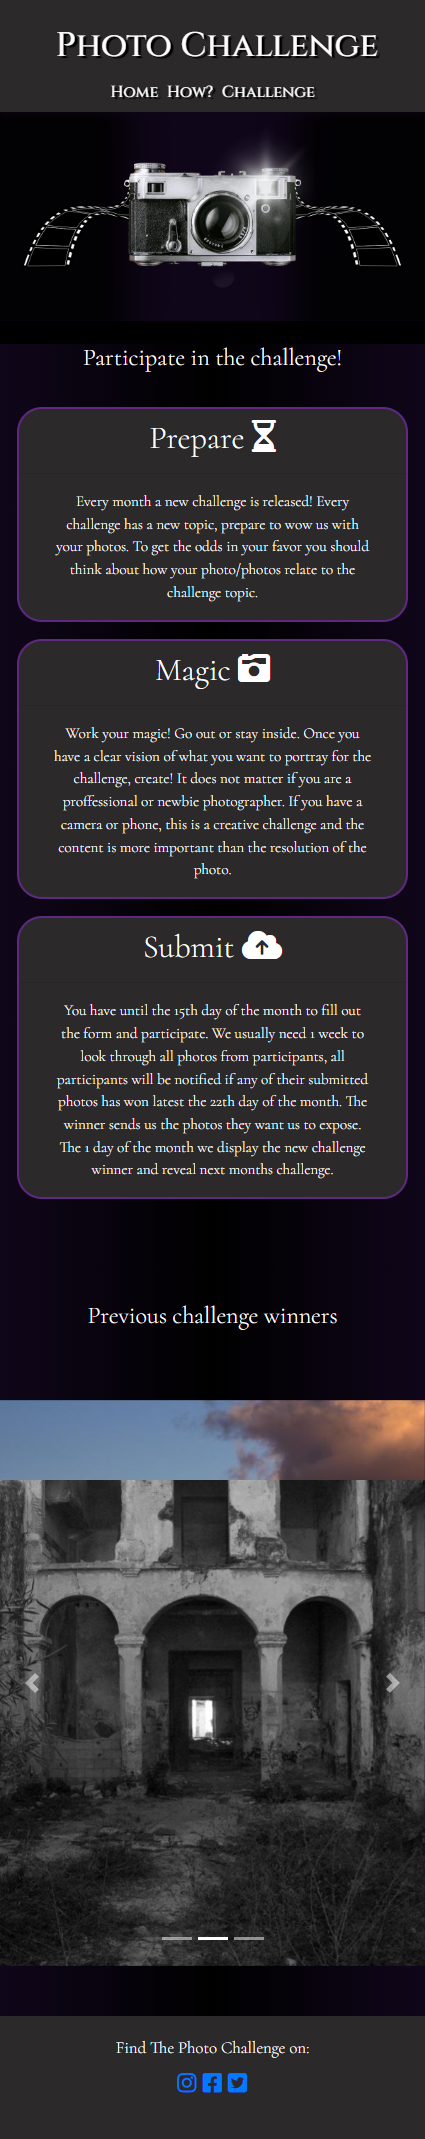 Photo Challenge
Home How? Challenge
Participate in the challenge!
Prepare
Every month a new challenge is released! Every
challenge has a new topic, prepare to wow us with
your photos. To get the odds in your favor you should
think about how your photo/photos relate to the
challenge topic.
Magic
Work your magic! Go out or stay inside. Once you
have a clear vision of what you want to portray for the
challenge, create! It does not matter if you are a
proffessional or newbie photographer. If you have a
camera or phone, this is a creative challenge and the
content is more important than the resolution of the
photo.
Submit
You have until the 15th day of the month to fill out
the form and participate. We usually need 1 week to
look through all photos from participants, all
participants will be notified if any of their submitted
photos has won latest the 22th day of the month. The
winner sends us the photos they want us to expose.
The 1 day of the month we display the new challenge
winner and reveal next months challenge.
Previous challenge winners
Find The Photo Challenge on: